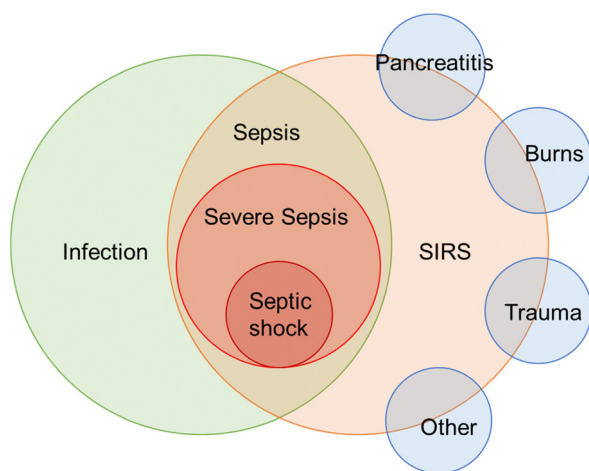 Pancreatitis
Sepsis
Burns
Severe Sepsis
Infection
SIRS
Septic
shock
Trauma
Other